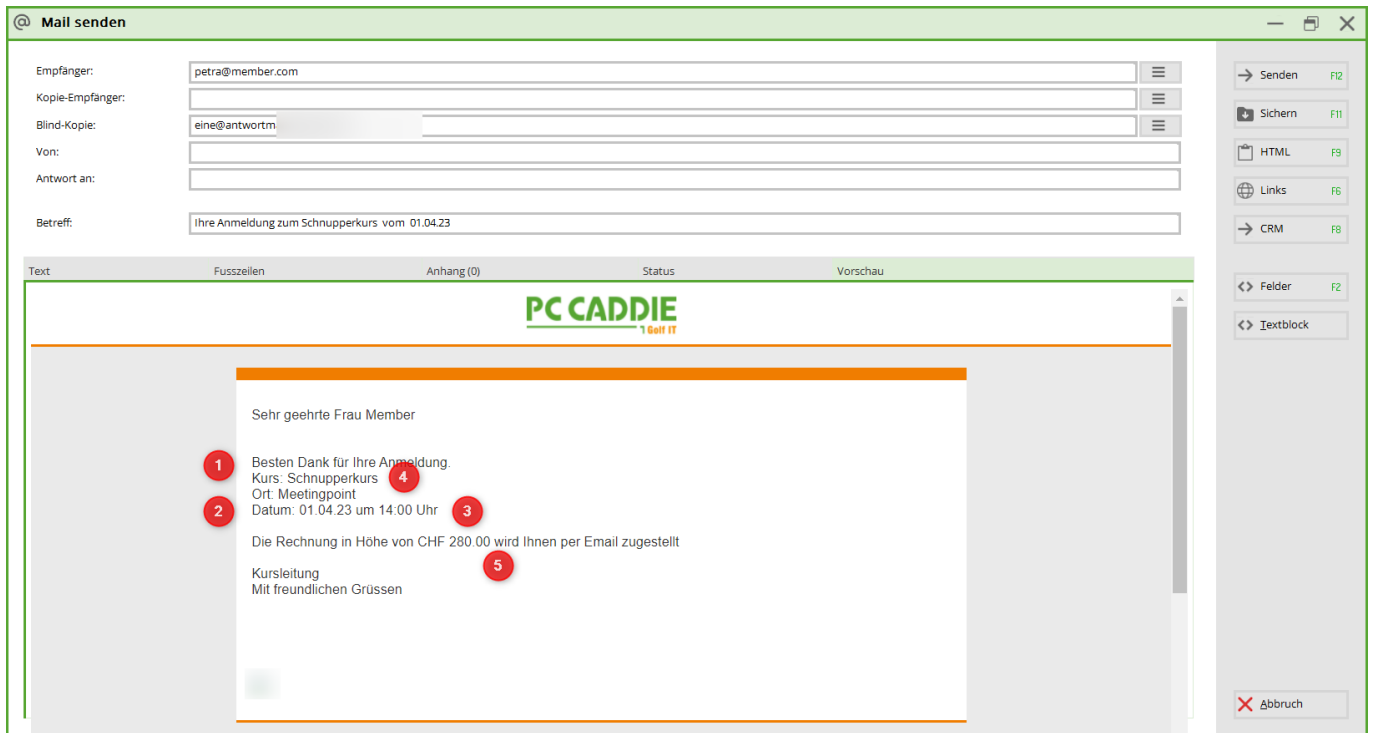 @ Mail senden
Empfänger: petra@member.com
Kopie-Empfänger:
Blind-Kopie:
Von:
Antwort an:
Betreff: Ihre Anmeldung zum Schnupperkurs vom 01.04.23
Senden F12
Sichern F11
HTML F9
Links F6
CRM F8
Felder F2
Textblock
Abbruch
Text Fusszeilen Anhang (0) Status Vorschau
PC CADDIE
Golf IT
Sehr geehrte Frau Member
1 Besten Dank für Ihre Anmeldung.
Kurs: Schnupperkurs 4
Ort: Meetingpoint
2 Datum: 01.04.23 um 14:00 Uhr 3
Die Rechnung in Höhe von CHF 280.00 wird Ihnen per Email zugestellt
5
Kursleitung
Mit freundlichen Grüssen